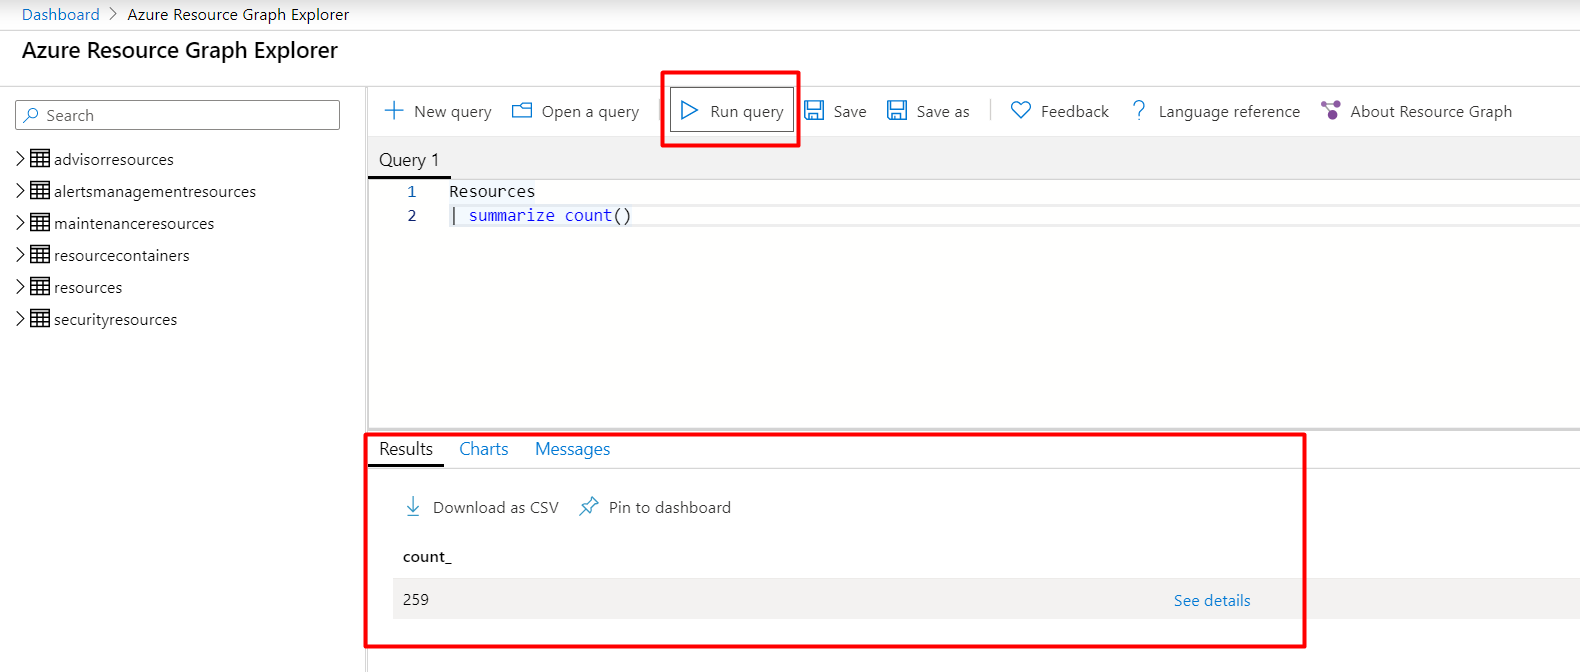 Dashboard > Azure Resource Graph Explorer
Azure Resource Graph Explorer
Search
advisorresources
alertsmanagementresources
maintenanceresources
resourcecontainers
resources
securityresources
New query Open a query Run query Save Save as Feedback ? Language reference About Resource Graph
Query 1
1 Resources
2 | summarize count()
Results Charts Messages
Download as CSV Pin to dashboard
count_
259 See details